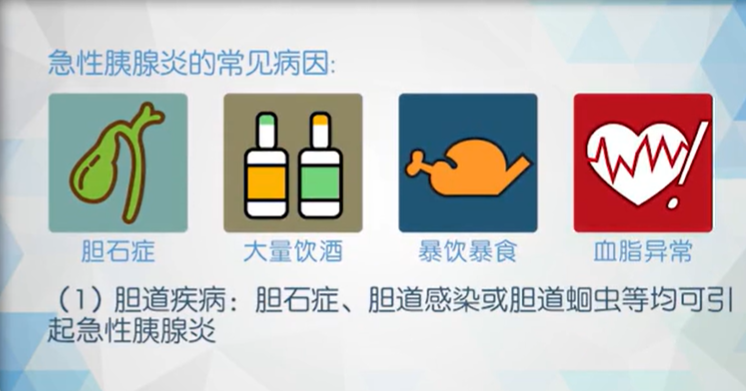 急性胰腺炎的常见病因:
胆石症
大量饮酒
暴饮暴食
血脂异常
（1）胆道疾病：胆石症、胆道感染或胆道蛔虫等均可引
起急性胰腺炎